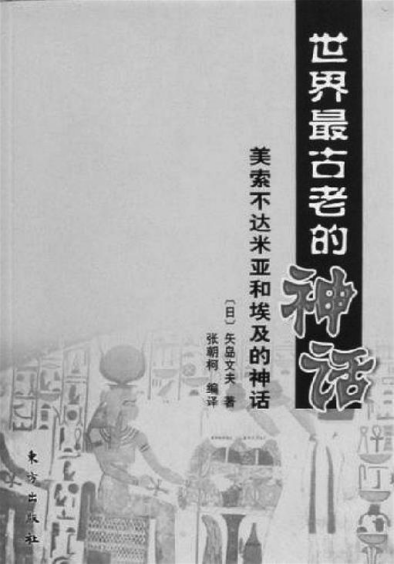 世界最古老的神话
美索不达米亚和埃及的神话
〔日〕矢岛文夫 著
张朝柯 编译
东方出版社